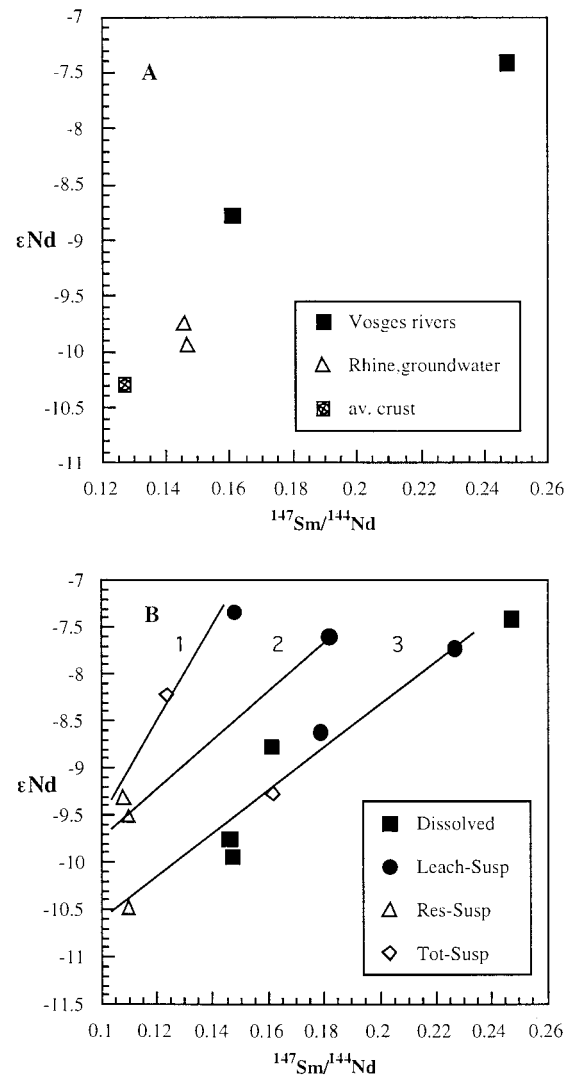 -7
A
-7.5
-8
-8.5
εNd
-9
-9.5
-10
-10.5
-11
Vosges rivers
Rhine,groundwater
av. crust
0.12 0.14 0.16 0.18 0.2 0.22 0.24 0.26
147Sm/144Nd
-7
B
-7.5
1 2 3
-8
-8.5
-9
εNd
-9.5
-10
-10.5
-11
-11.5
Dissolved
Leach-Susp
Res-Susp
Tot-Susp
0.1 0.12 0.14 0.16 0.18 0.2 0.22 0.24 0.26
147Sm/144Nd